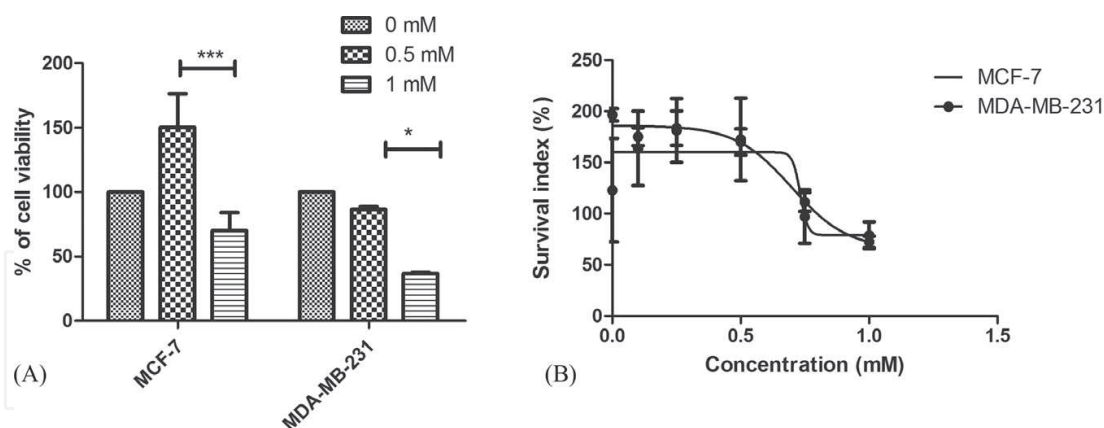 0 mM
0.5 mM
1 mM
200
150
100
50
0
% of cell viability
***
*
MCF-7
MDA-MB-231
(A)
250
200
150
100
50
0
Survival index (%)
MCF-7
MDA-MB-231
0.0
0.5
1.0
1.5
Concentration (mM)
(B)